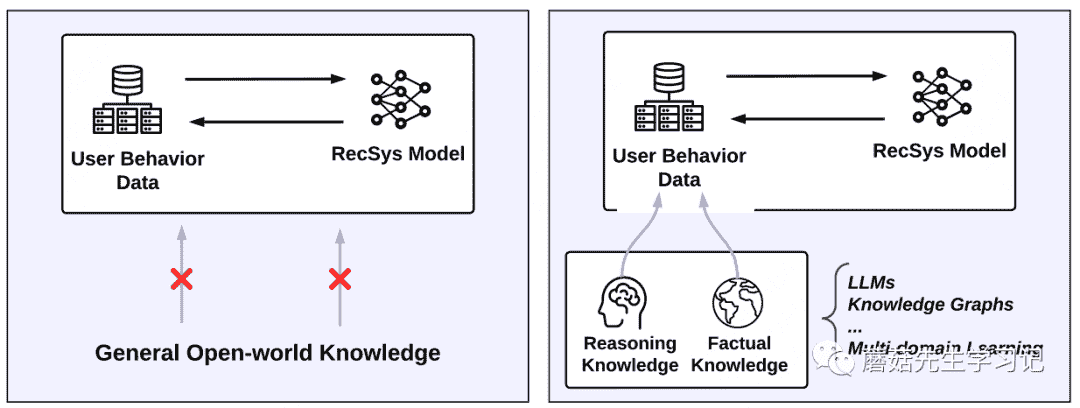 User Behavior
Data
RecSys Model
General Open-world Knowledge
User Behavior
Data
RecSys Model
Reasoning
Knowledge
Factual
Knowledge
LLMs
Knowledge Graphs
...
Multi-domain Learning
蘑菇先生学习记